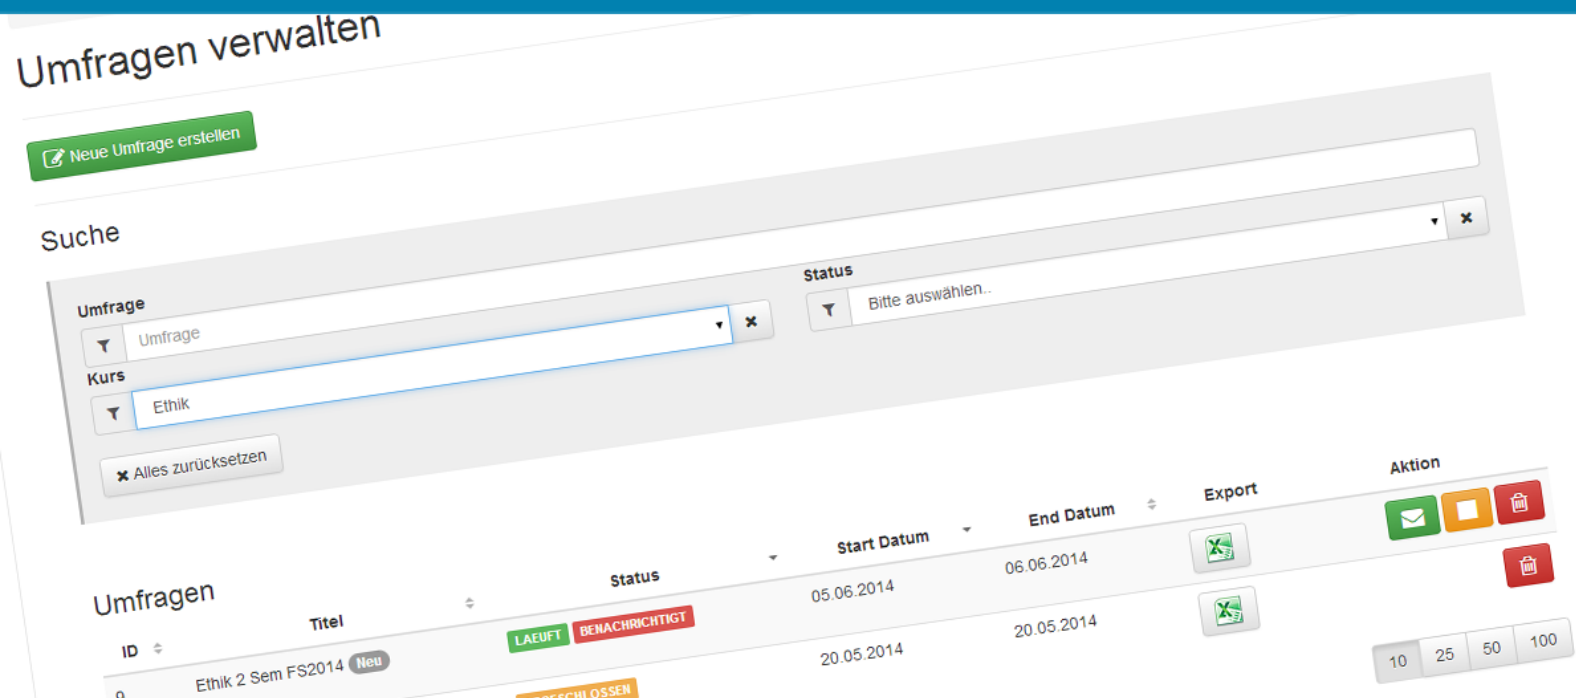 Umfragen verwalten
Neue Umfrage erstellen
Suche
Umfrage
Umfrage
Status
Bitte auswählen..
Kurs
Ethik
Alles zurücksetzen
Umfragen
ID Titel Status Start Datum End Datum Export Aktion
9 Ethik 2 Sem FS2014 Neu LAEUFT BENACHRICHTIGT 05.06.2014 06.06.2014
20.05.2014 20.05.2014
10 25 50 100